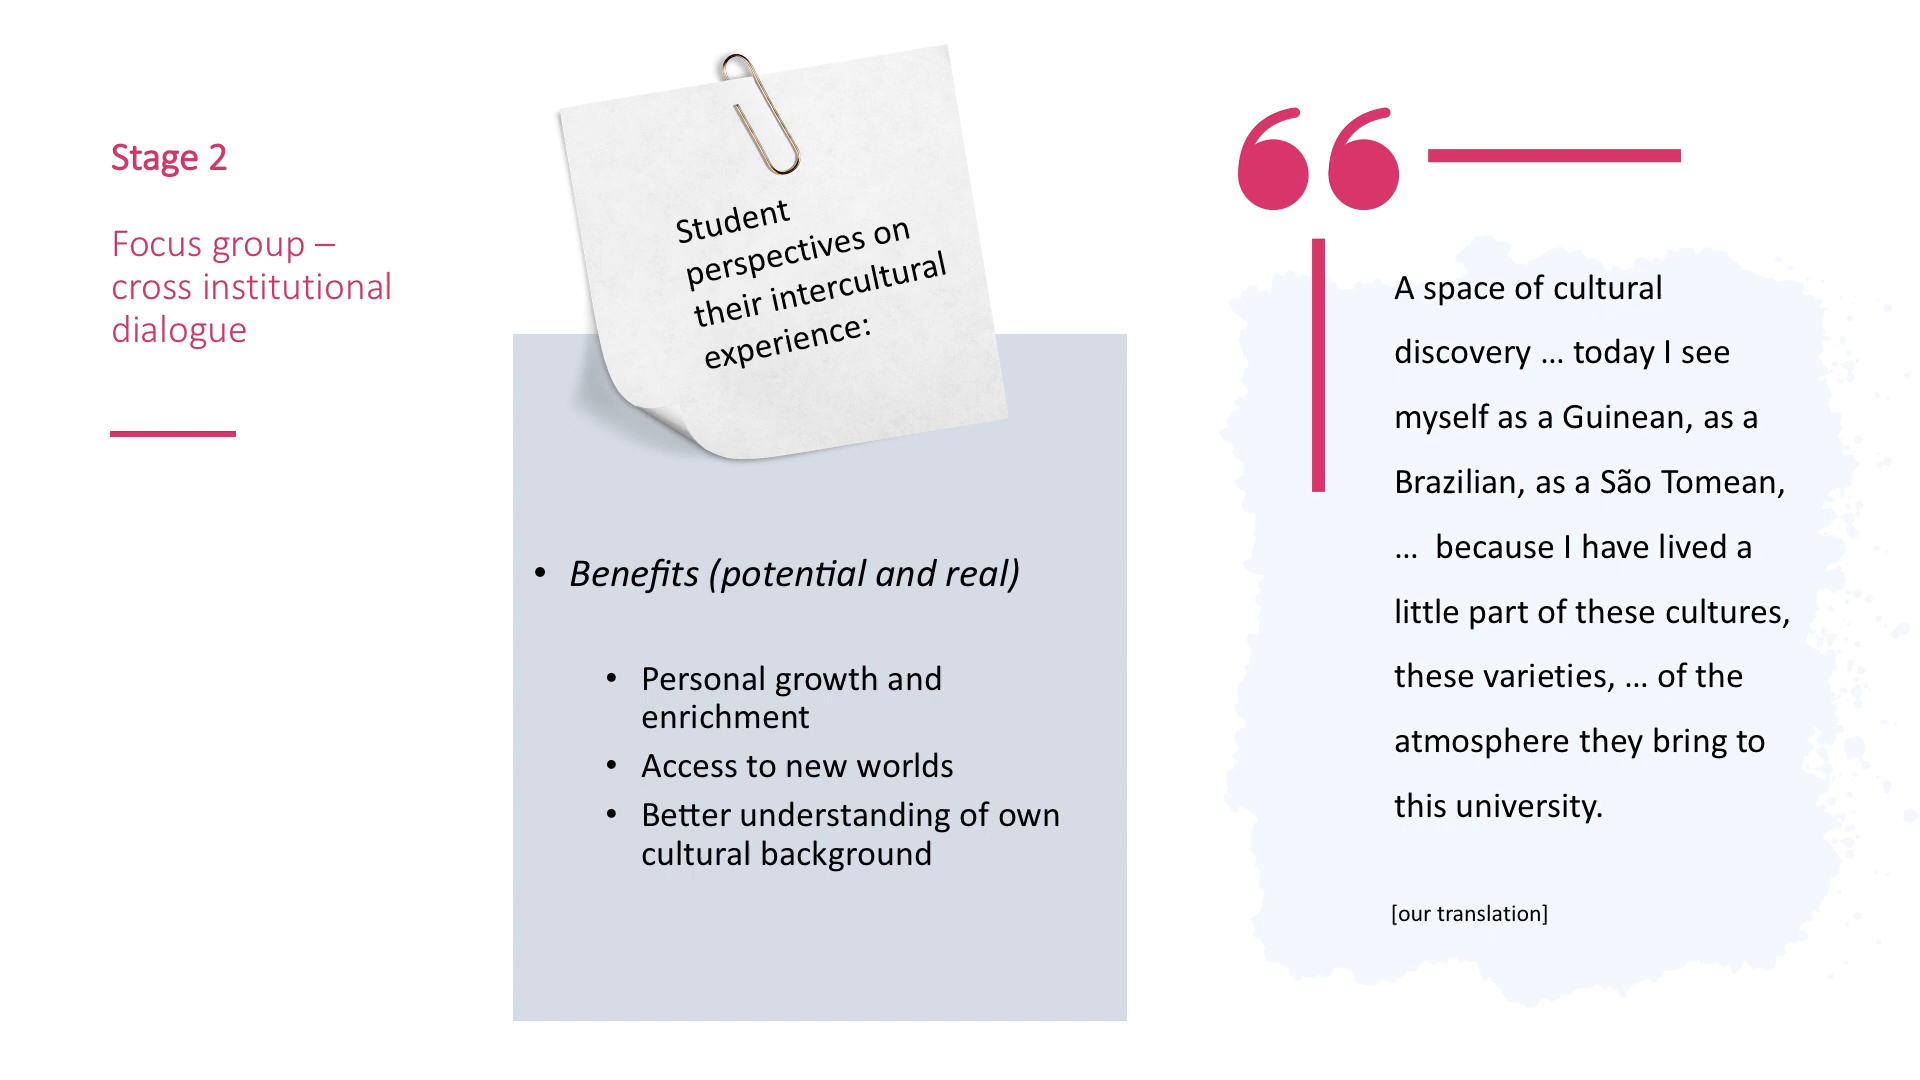 Stage 2
Focus group –
cross institutional
dialogue
Student
perspectives on
their intercultural
experience:
• Benefits (potential and real)
• Personal growth and
enrichment
• Access to new worlds
• Better understanding of own
cultural background
A space of cultural
discovery ... today I see
myself as a Guinean, as a
Brazilian, as a São Tomean,
... because I have lived a
little part of these cultures,
these varieties, ... of the
atmosphere they bring to
this university.
[our translation]